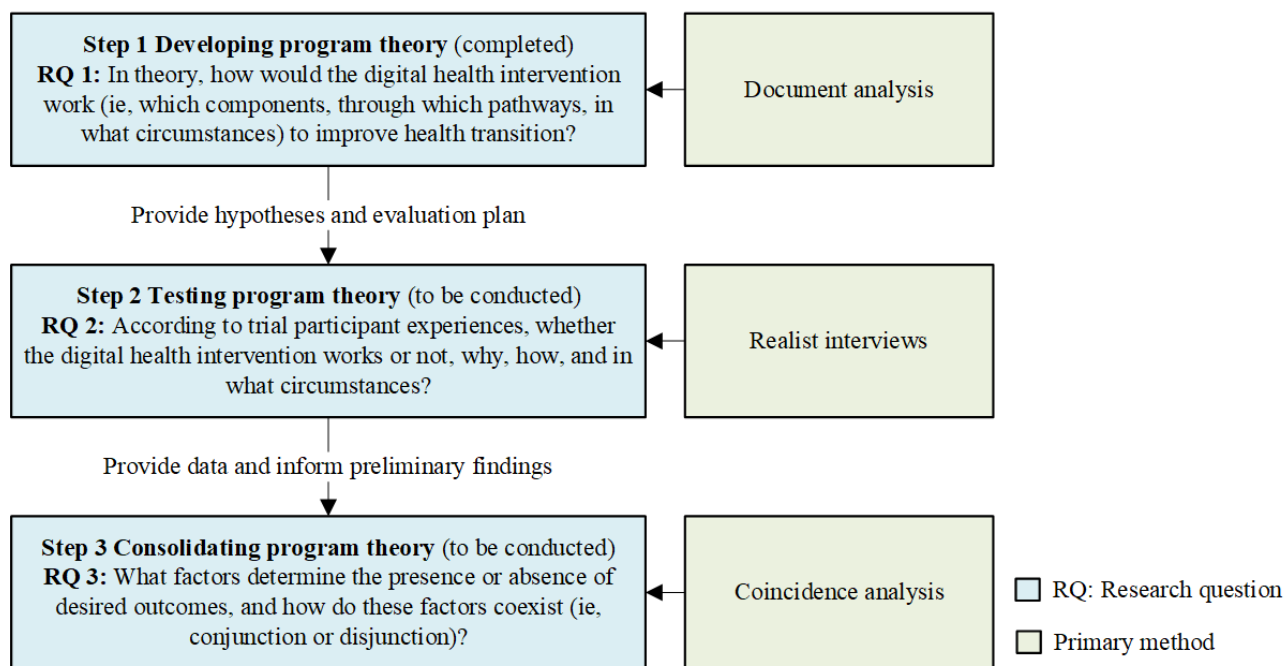 Step 1 Developing program theory (completed)
RQ 1: In theory, how would the digital health intervention
work (ie, which components, through which pathways, in
what circumstances) to improve health transition?
Document analysis
Provide hypotheses and evaluation plan
Step 2 Testing program theory (to be conducted)
RQ 2: According to trial participant experiences, whether
the digital health intervention works or not, why, how, and in
what circumstances?
Realist interviews
Provide data and inform preliminary findings
Step 3 Consolidating program theory (to be conducted)
RQ 3: What factors determine the presence or absence of
desired outcomes, and how do these factors coexist (ie,
conjunction or disjunction)?
Coincidence analysis
RQ: Research question
Primary method